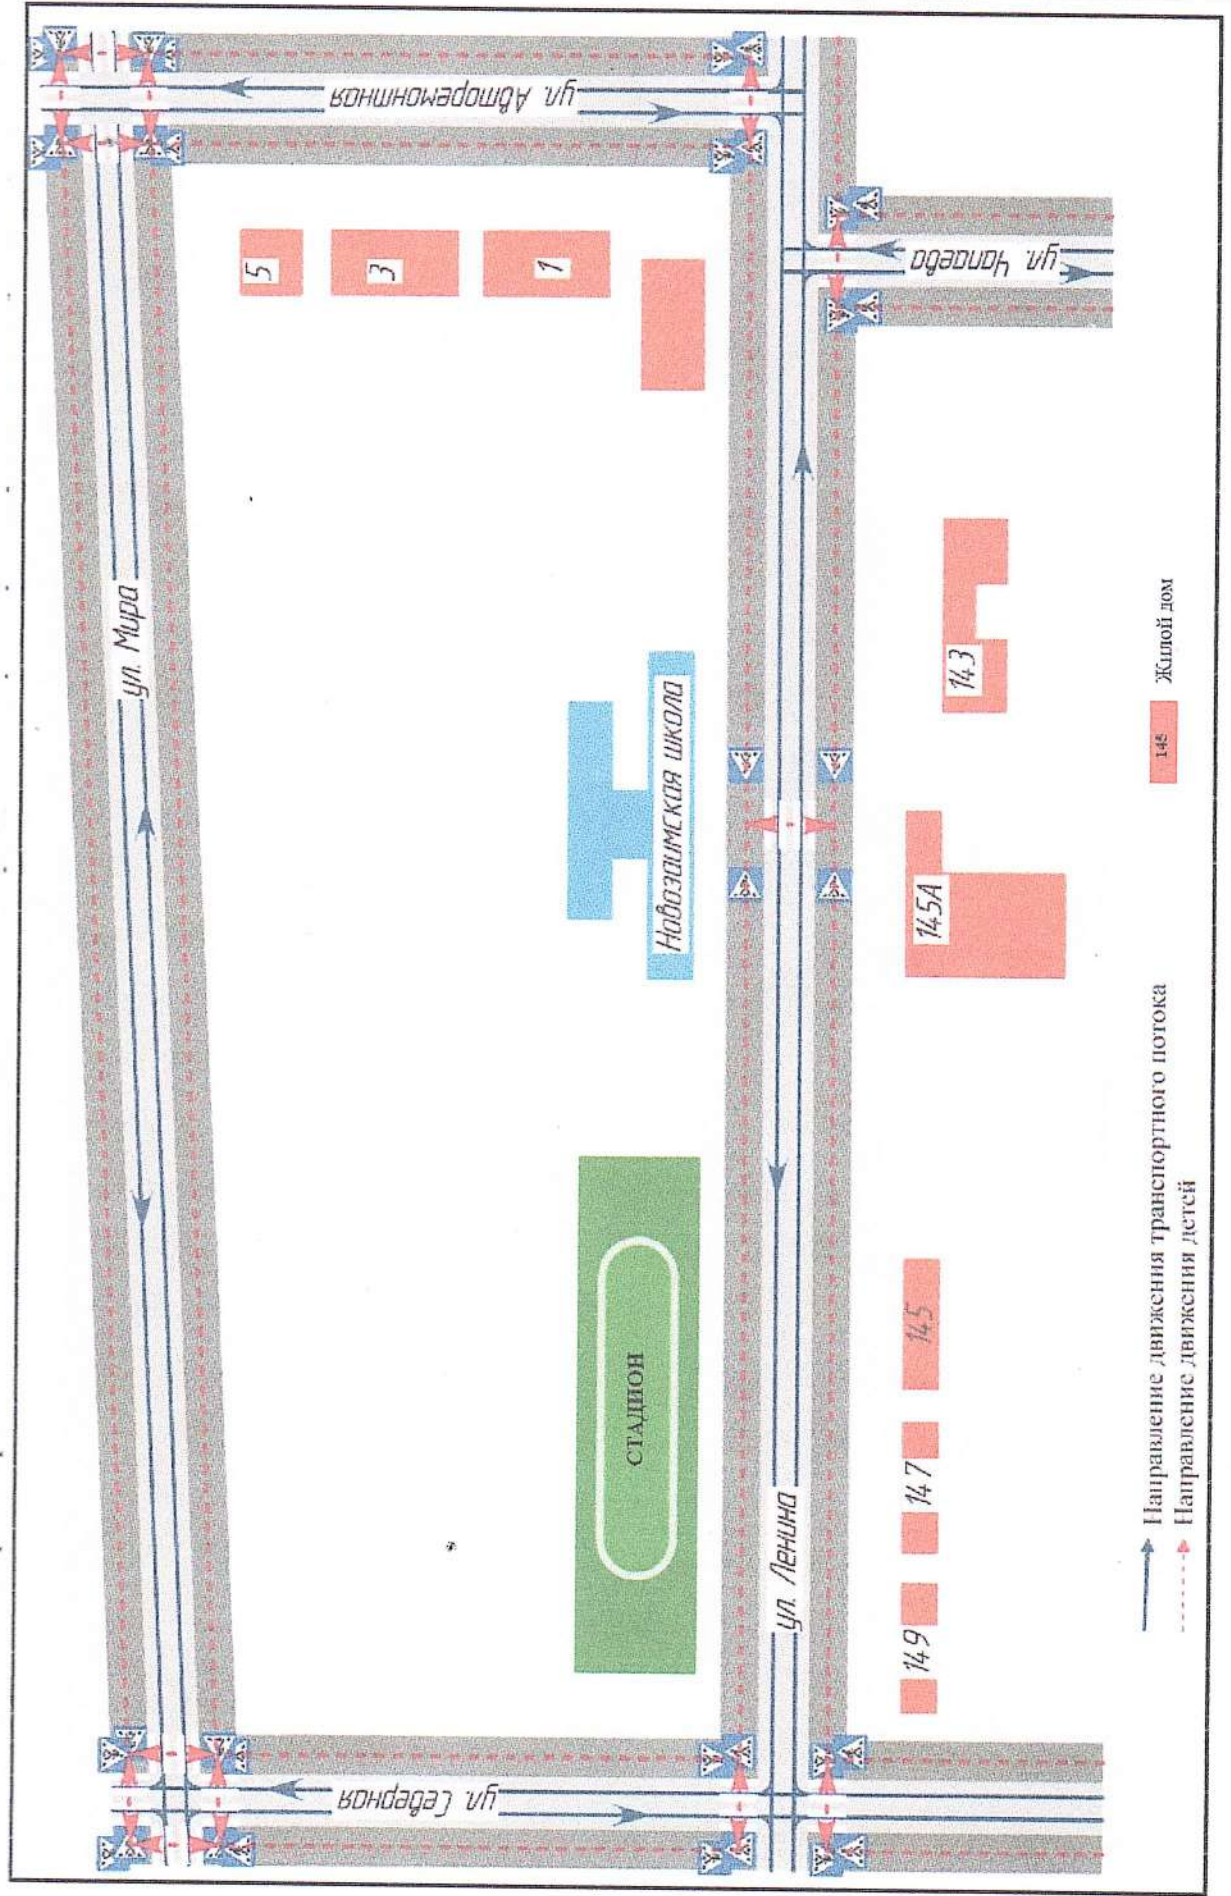 ул. Мира
ул. Авторемонтная
5
3
1
Новозаимская школа
СТАДИОН
ул. Северная
ул. Ленина
ул. Чапаева
149
147
145
145А
143
Направление движения транспортного потока
Направление движения детей
145
Жилой дом